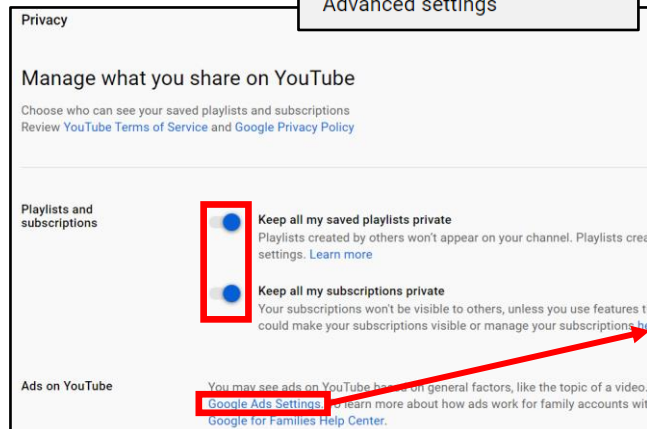 Advanced settings
Privacy
Manage what you share on YouTube
Choose who can see your saved playlists and subscriptions
Review YouTube Terms of Service and Google Privacy Policy
Playlists and
subscriptions
Keep all my saved playlists private
Playlists created by others won't appear on your channel. Playlists
settings. Learn more
Keep all my subscriptions private
Your subscriptions won't be visible to others, unless you use features
could make your subscriptions visible or manage your subscriptions
Ads on YouTube
You may see ads on YouTube based on general factors, like the topic of a video.
Google Ads Settings. To learn more about how ads work for family accounts
Google for Families Help Center.